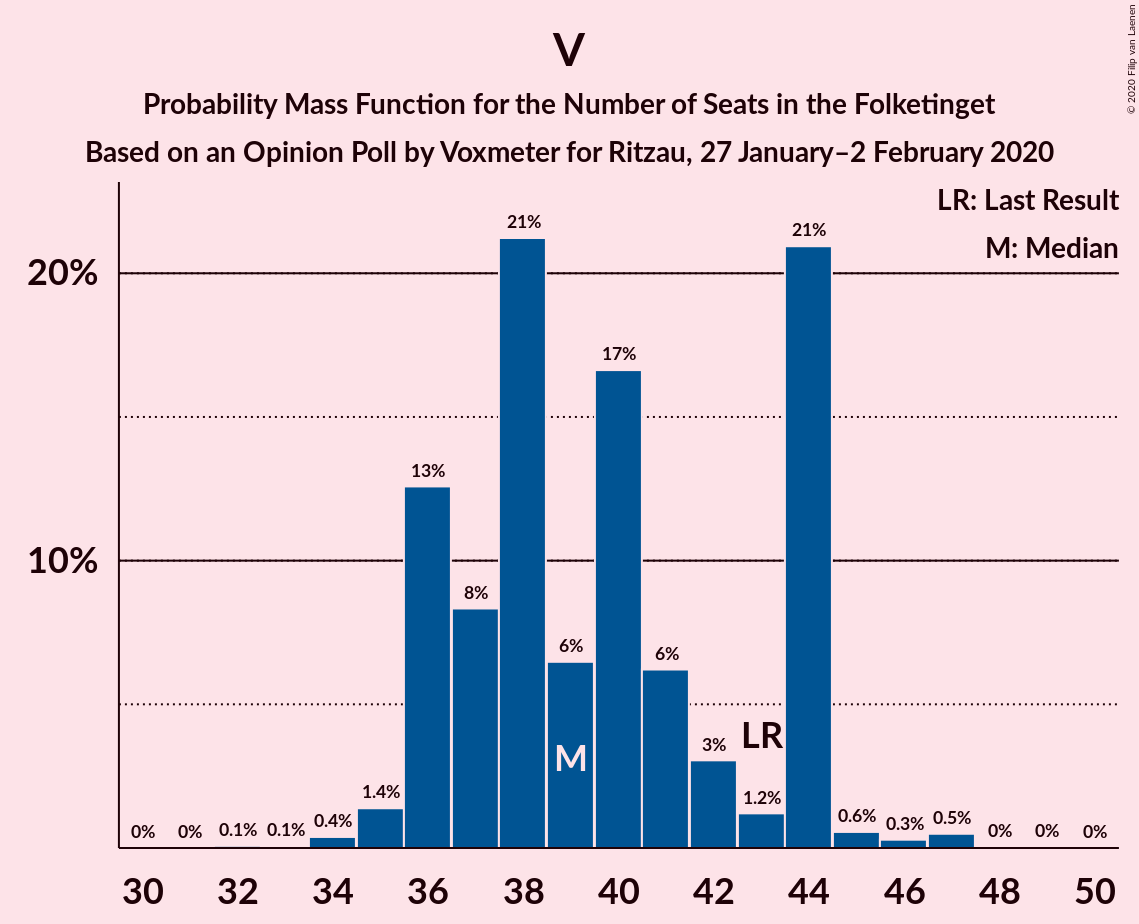 V
Probability Mass Function for the Number of Seats in the Folketinget
Based on an Opinion Poll by Voxmeter for Ritzau, 27 January–2 February 2020
© 2020 Filip van Laenen
LR: Last Result
M: Median
20%
10%
0%
0%
0.1%
0.1%
0.4%
1.4%
13%
8%
21%
6%
17%
6%
3%
1.2%
21%
0.6%
0.3%
0.5%
0%
0%
0%
M
LR
30 32 34 36 38 40 42 44 46 48 50